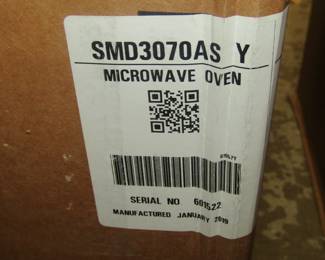 SMD3070AS Y
MICROWAVE OVEN
SERIAL NO 601522
MANUFACTURED JANUARY 2019